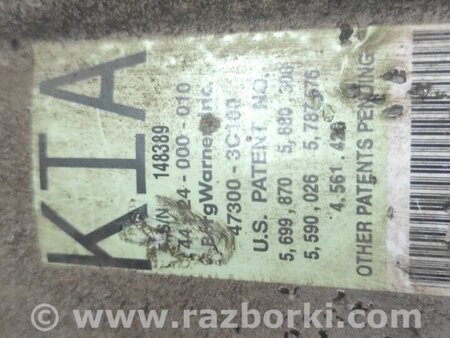 KIA
S/N 148389
44-24-000-010
BorgWarner Inc.
47300-3C100
U.S. PATENT NO.
5,699,870 5,680,308
5,590,026 5,787,576
4,561,426
OTHER PATENTS PENDING
www.razborki.com